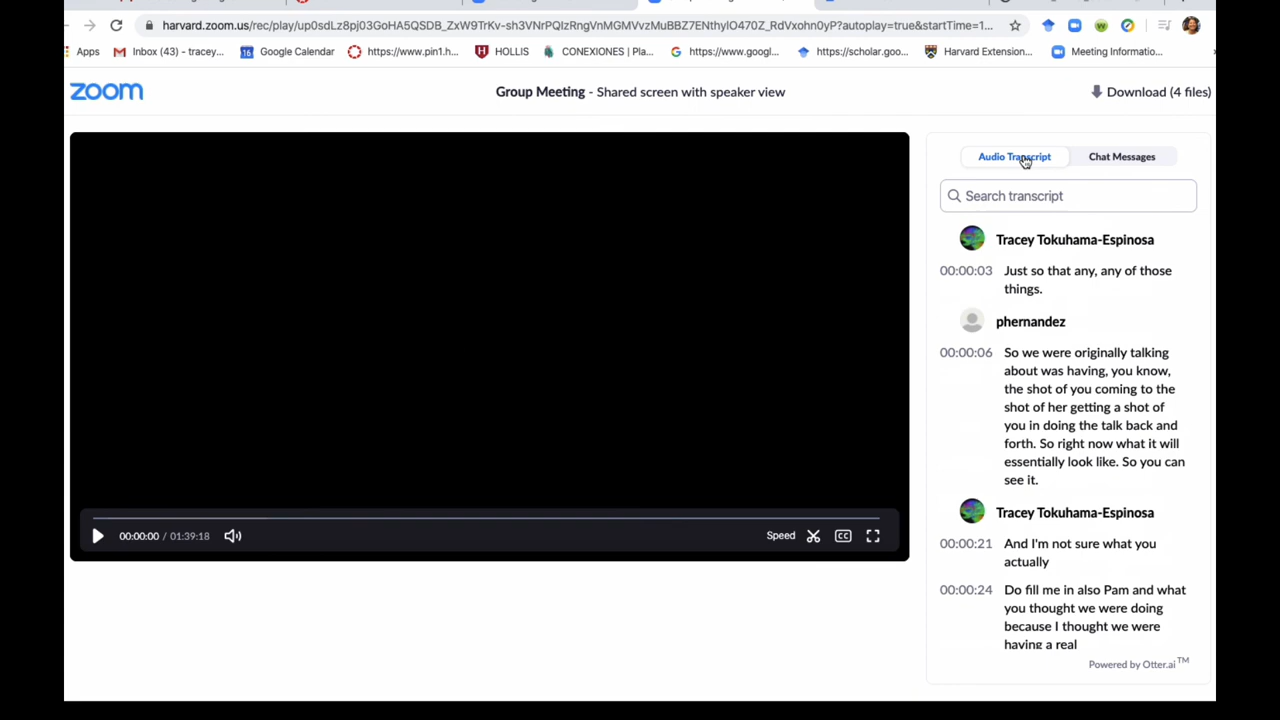 harvard.zoom.us/rec/play/up0sdLz8pj03GoHA5QSDB_ZxW9TrKv-sh3VNrPQIzRngVnMGMVvzMuBBZ7ENthylO470Z_RdVxohn0yP?autoplay=true&startTime=1...
Apps Inbox (43) - tracey... 16 Google Calendar https://www.pin1.h... HOLLIS CONEXIONES | Pla... https://www.googl... https://scholar.goo... Harvard Extension... Meeting Informatio...
zoom
Group Meeting - Shared screen with speaker view
Download (4 files)
Audio Transcript
Chat Messages
Search transcript
Tracey Tokuhama-Espinosa
00:00:03 Just so that any, any of those
things.
phernandez
00:00:06 So we were originally talking
about was having, you know,
the shot of you coming to the
shot of her getting a shot of
you in doing the talk back and
forth. So right now what it will
essentially look like. So you can
see it.
Tracey Tokuhama-Espinosa
00:00:21 And I'm not sure what you
actually
00:00:24 Do fill me in also Pam and what
you thought we were doing
because I thought we were
having a real
Powered by Otter.ai TM
00:00:00 / 01:39:18
Speed
CC